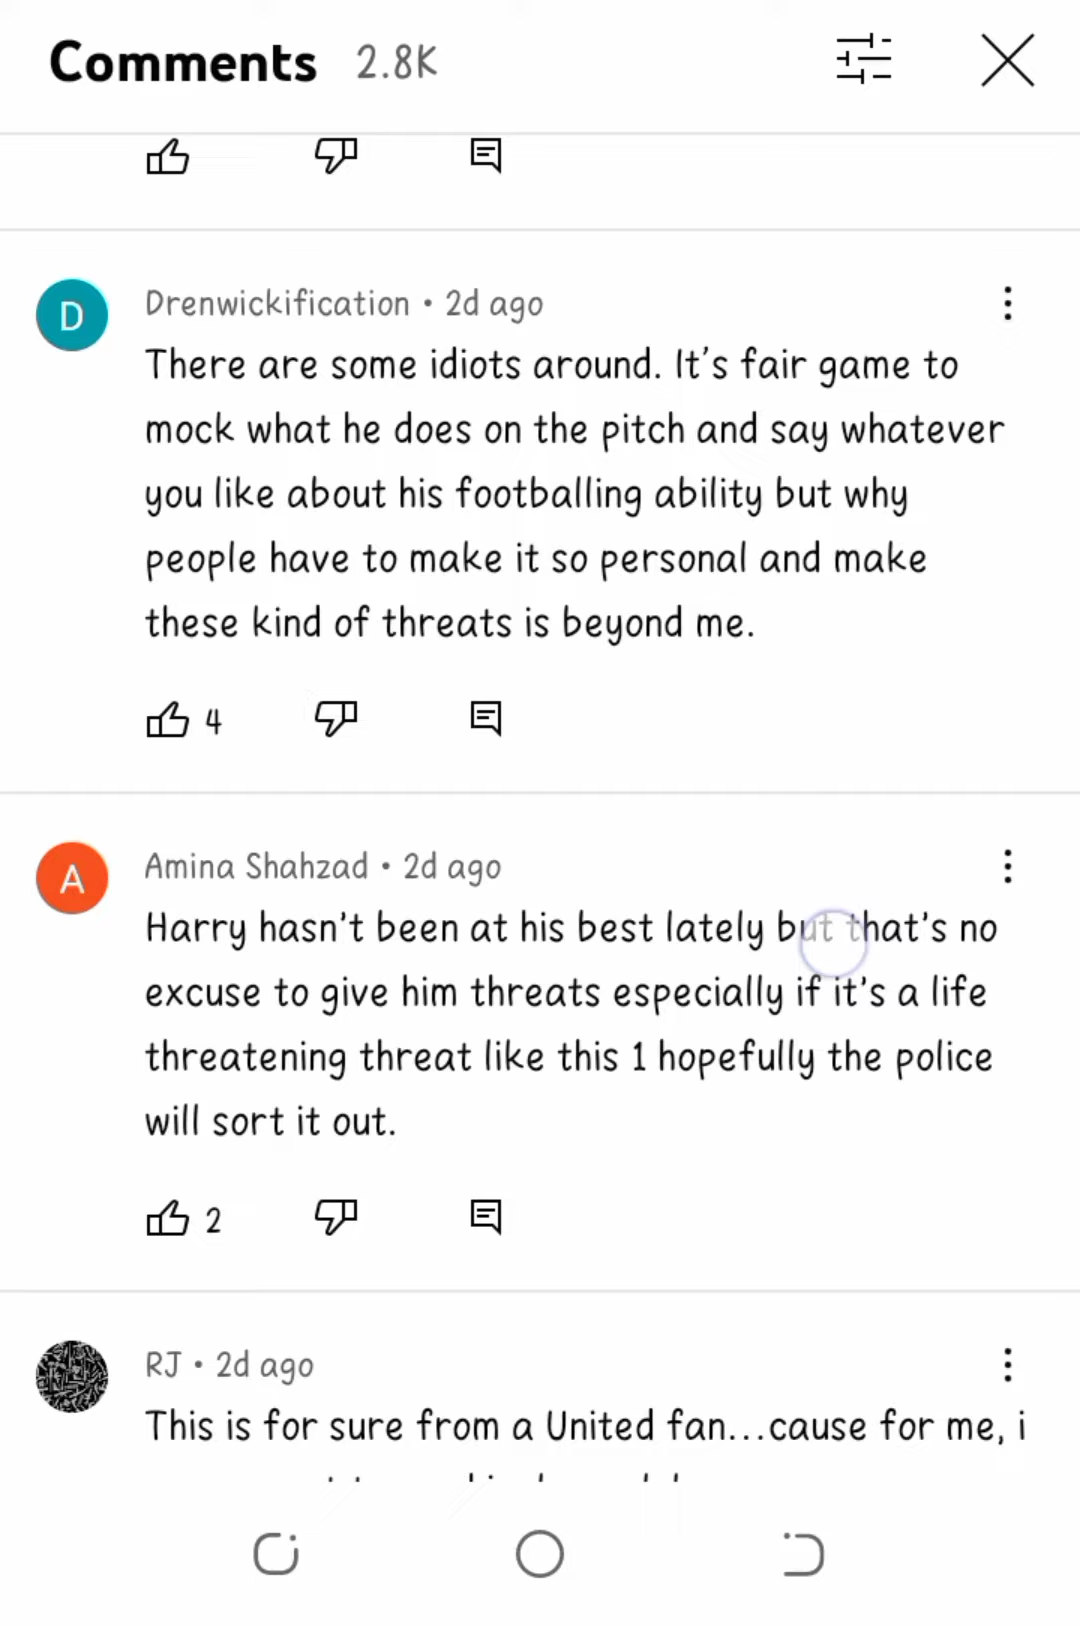 Comments 2.8K
Drenwickification • 2d ago
There are some idiots around. It's fair game to
mock what he does on the pitch and say whatever
you like about his footballing ability but why
people have to make it so personal and make
these kind of threats is beyond me.
4
Amina Shahzad • 2d ago
Harry hasn't been at his best lately but that's no
excuse to give him threats especially if it's a life
threatening threat like this 1 hopefully the police
will sort it out.
2
RJ • 2d ago
This is for sure from a United fan...cause for me, i